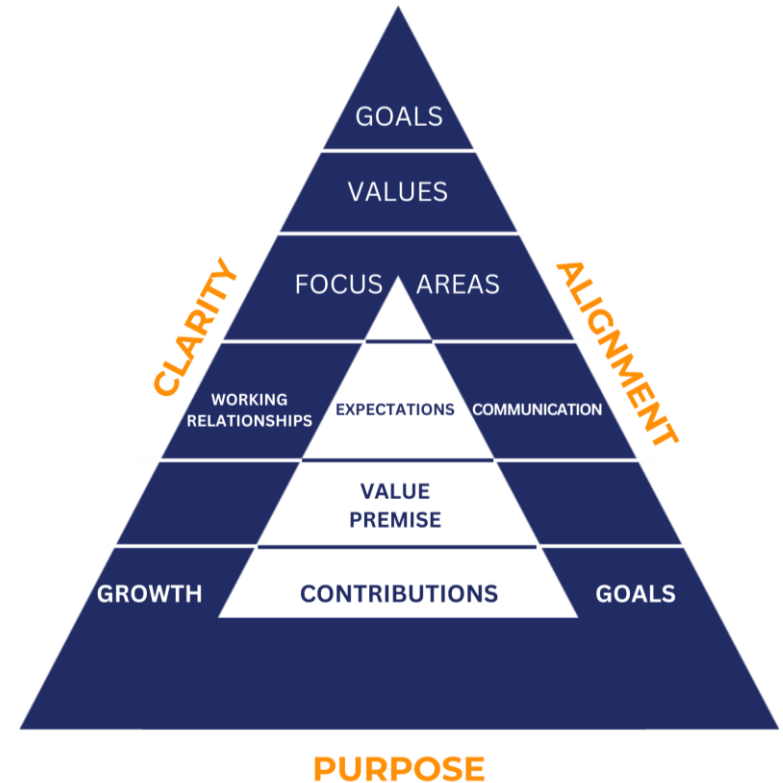 GOALS
VALUES
FOCUS AREAS
CLARITY
ALIGNMENT
WORKING
RELATIONSHIPS
EXPECTATIONS
COMMUNICATION
VALUE
PREMISE
GROWTH
CONTRIBUTIONS
GOALS
PURPOSE